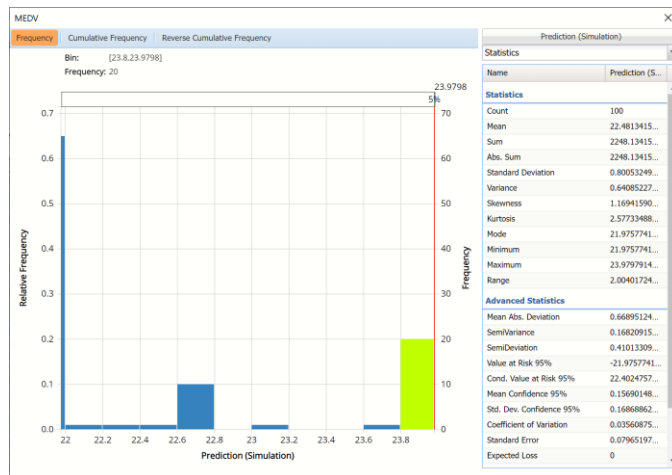 MEDV
Frequency Cumulative Frequency Reverse Cumulative Frequency
Bin: [23.8,23.9798]
Frequency: 20
23.9798
5%
0.7
0.6
0.5
0.4
0.3
0.2
0.1
0.0
Relative Frequency
70
60
50
40
30
20
10
0
Frequency
22 22.2 22.4 22.6 22.8 23 23.2 23.4 23.6 23.8
Prediction (Simulation)
Prediction (Simulation)
Statistics
Name Prediction (S...
Statistics
Count 100
Mean 22.4813415...
Sum 2248.13415...
Abs. Sum 2248.13415...
Standard Deviation 0.80053249...
Variance 0.64085227...
Skewness 1.16941590...
Kurtosis 2.57733488...
Mode 21.9757741...
Minimum 21.9757741...
Maximum 23.9797914...
Range 2.00401724...
Advanced Statistics
Mean Abs. Deviation 0.66895124...
SemiVariance 0.16820915...
SemiDeviation 0.41013309...
Value at Risk 95% -21.9757741...
Cond. Value at Risk 95% 22.4024757...
Mean Confidence 95% 0.15690148...
Std. Dev. Confidence 95% 0.16868862...
Coefficient of Variation 0.03560875...
Standard Error 0.07965197...
Expected Loss 0